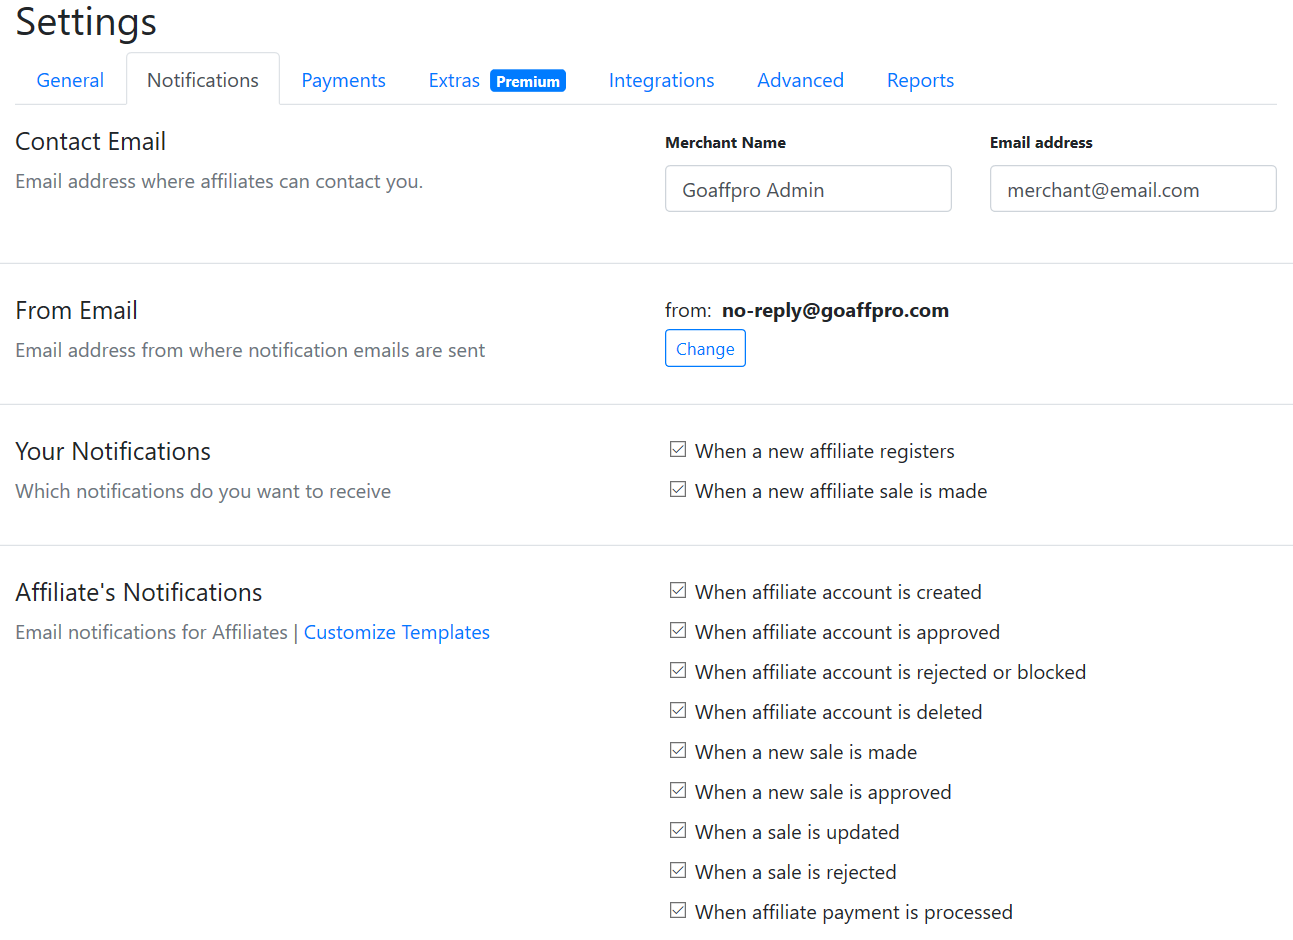 Settings
General Notifications Payments Extras Premium Integrations Advanced Reports
Contact Email
Email address where affiliates can contact you.
Merchant Name
Goaffpro Admin
Email address
merchant@email.com
From Email
Email address from where notification emails are sent
from: no-reply@goaffpro.com
Change
Your Notifications
Which notifications do you want to receive
When a new affiliate registers
When a new affiliate sale is made
Affiliate's Notifications
Email notifications for Affiliates | Customize Templates
When affiliate account is created
When affiliate account is approved
When affiliate account is rejected or blocked
When affiliate account is deleted
When a new sale is made
When a new sale is approved
When a sale is updated
When a sale is rejected
When affiliate payment is processed